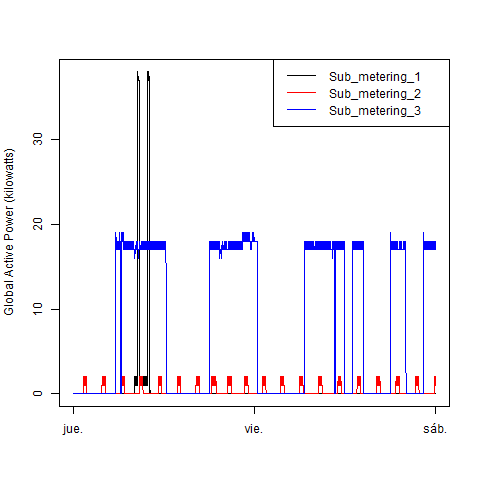 Sub_metering_1
Sub_metering_2
Sub_metering_3
Global Active Power (kilowatts)
30
20
10
0
jue.
vie.
sáb.